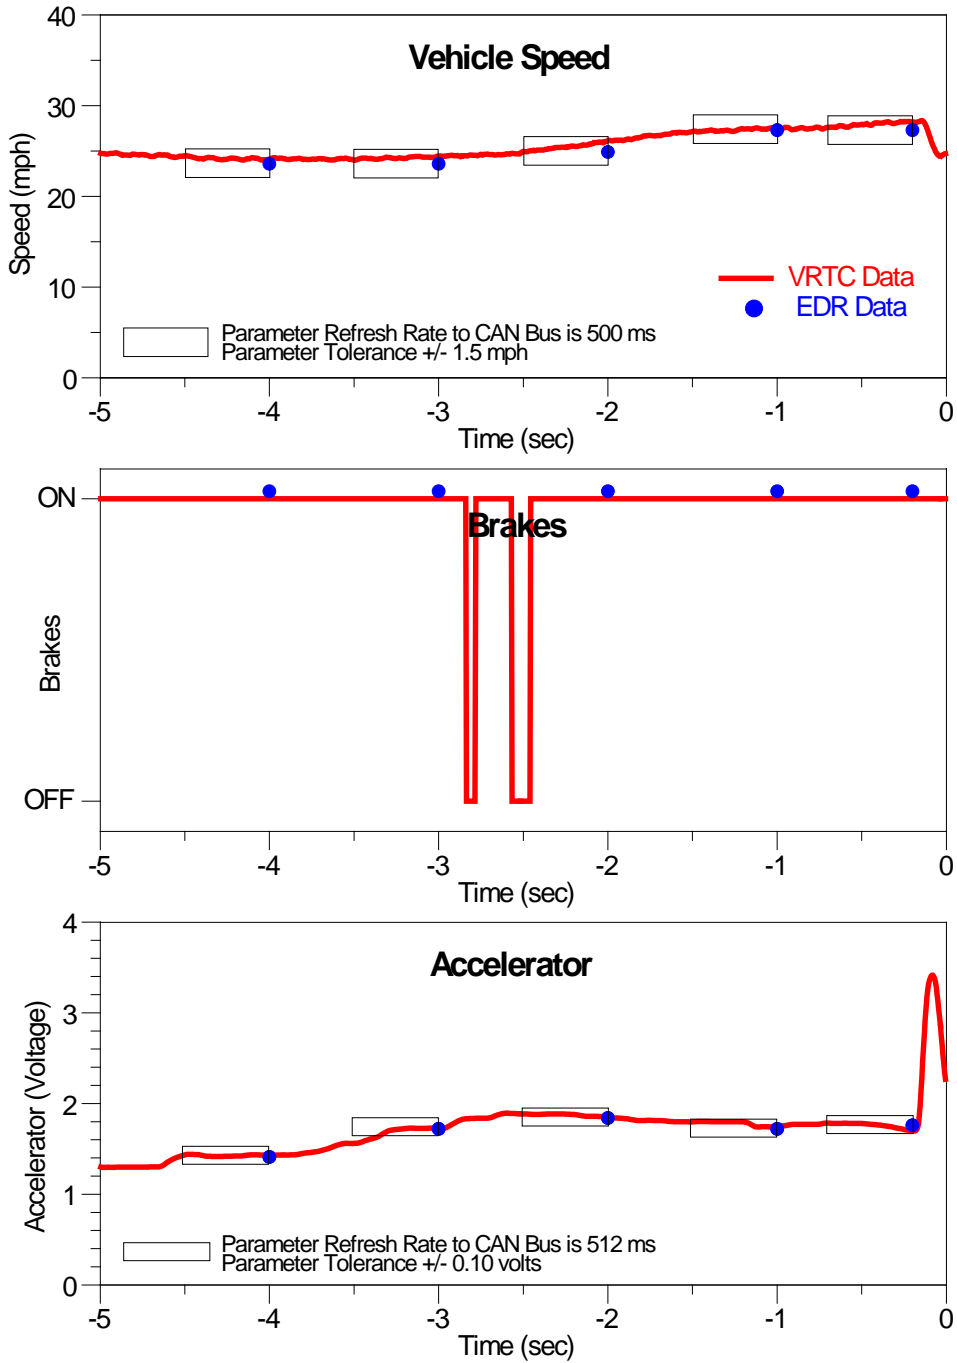 Vehicle Speed
40
30
20
10
0
Speed (mph)
VRTC Data
EDR Data
Parameter Refresh Rate to CAN Bus is 500 ms
Parameter Tolerance +/- 1.5 mph
-5 -4 -3 -2 -1 0
Time (sec)
ON
Brakes
Brakes
OFF
-5 -4 -3 -2 -1 0
Time (sec)
Accelerator
4
3
2
1
0
Accelerator (Voltage)
Parameter Refresh Rate to CAN Bus is 512 ms
Parameter Tolerance +/- 0.10 volts
-5 -4 -3 -2 -1 0
Time (sec)